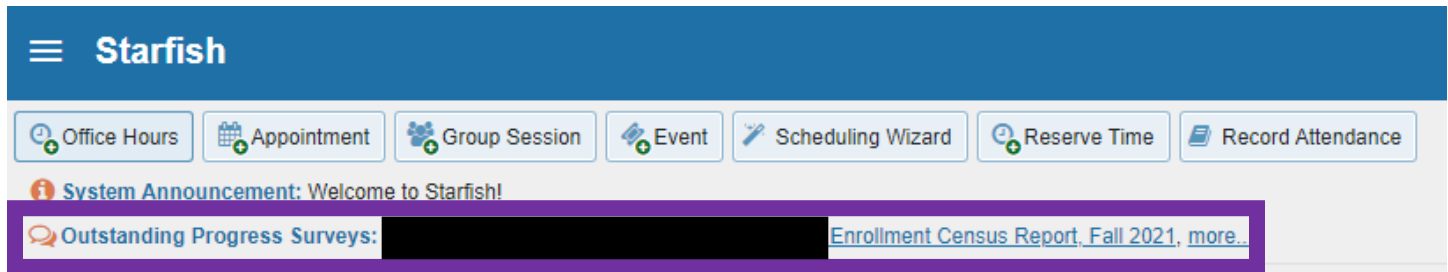 Starfish
Office Hours Appointment Group Session Event Scheduling Wizard Reserve Time Record Attendance
System Announcement: Welcome to Starfish!
Outstanding Progress Surveys: Enrollment Census Report, Fall 2021, more...